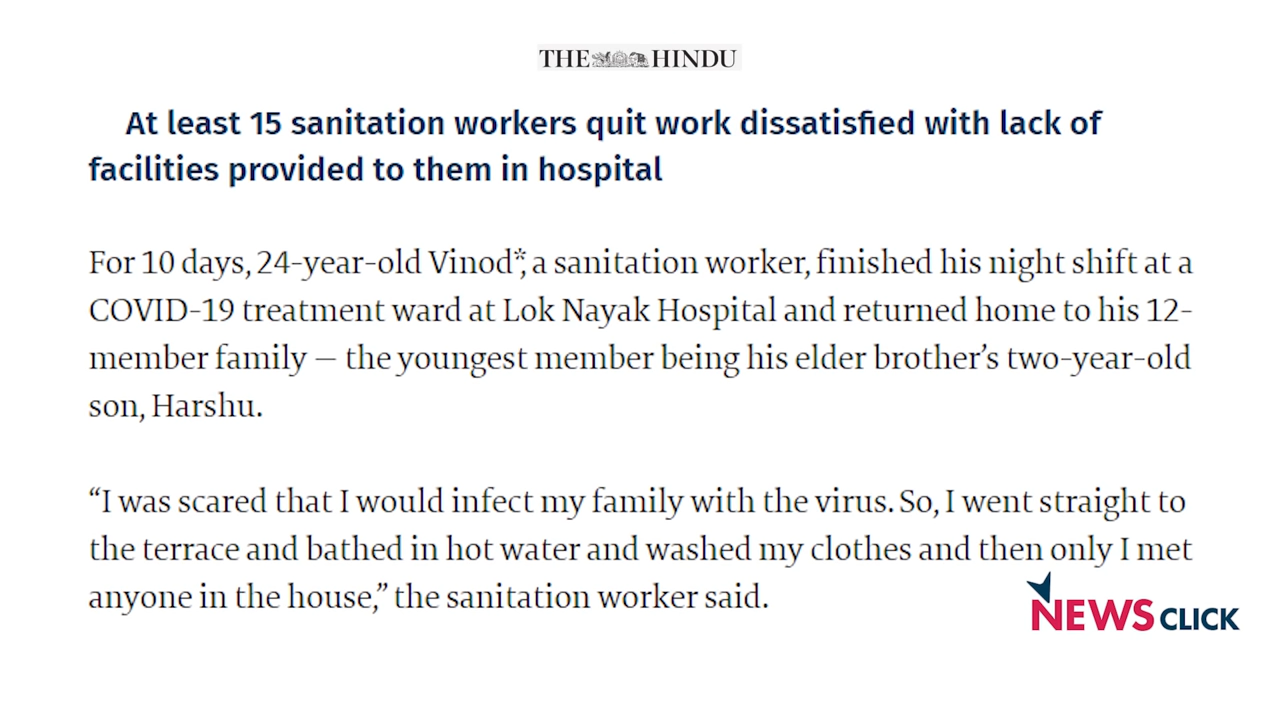 THE HINDU
At least 15 sanitation workers quit work dissatisfied with lack of
facilities provided to them in hospital
For 10 days, 24-year-old Vinod*, a sanitation worker, finished his night shift at a
COVID-19 treatment ward at Lok Nayak Hospital and returned home to his 12-
member family — the youngest member being his elder brother’s two-year-old
son, Harshu.
“I was scared that I would infect my family with the virus. So, I went straight to
the terrace and bathed in hot water and washed my clothes and then only I met
anyone in the house,” the sanitation worker said.
NEWS CLICK